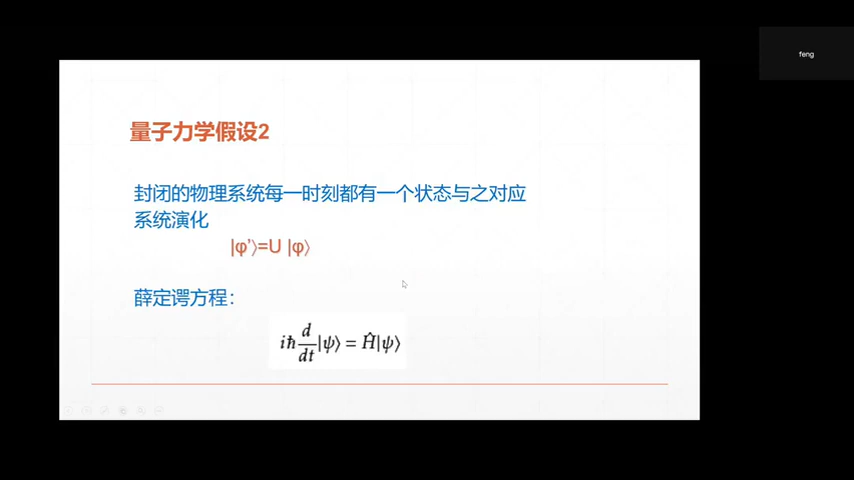 feng
量子力学假设2
封闭的物理系统每一时刻都有一个状态与之对应
系统演化
|φ'⟩=U |φ⟩
薛定谔方程：
iħ d/dt |ψ⟩ = Ĥ|ψ⟩